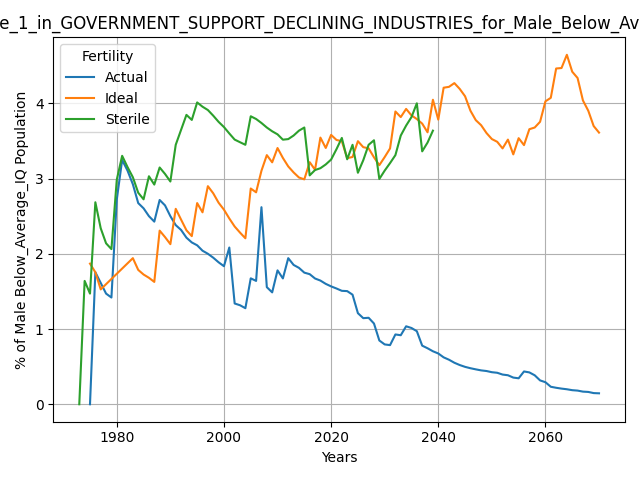 e_1_in_GOVERNMENT_SUPPORT_DECLINING_INDUSTRIES_for_Male_Below_Av
Fertility
Actual
Ideal
Sterile
% of Male Below_Average_IQ Population
4
3
2
1
0
1980 2000 2020 2040 2060
Years